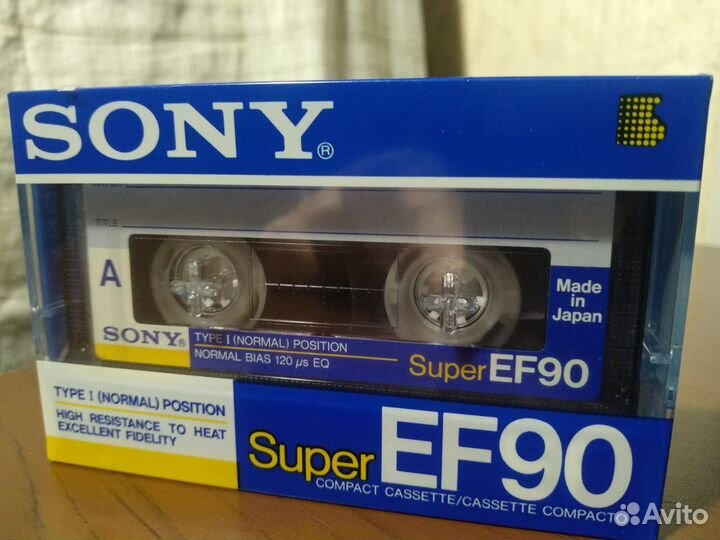 SONY®
TITLE
A
Made
in
Japan
SONY®
TYPE I (NORMAL) POSITION
NORMAL BIAS 120 µs EQ
Super EF90
TYPE I (NORMAL) POSITION
HIGH RESISTANCE TO HEAT
EXCELLENT FIDELITY
Super EF90
COMPACT CASSETTE/CASSETTE COMPACTO
Avito